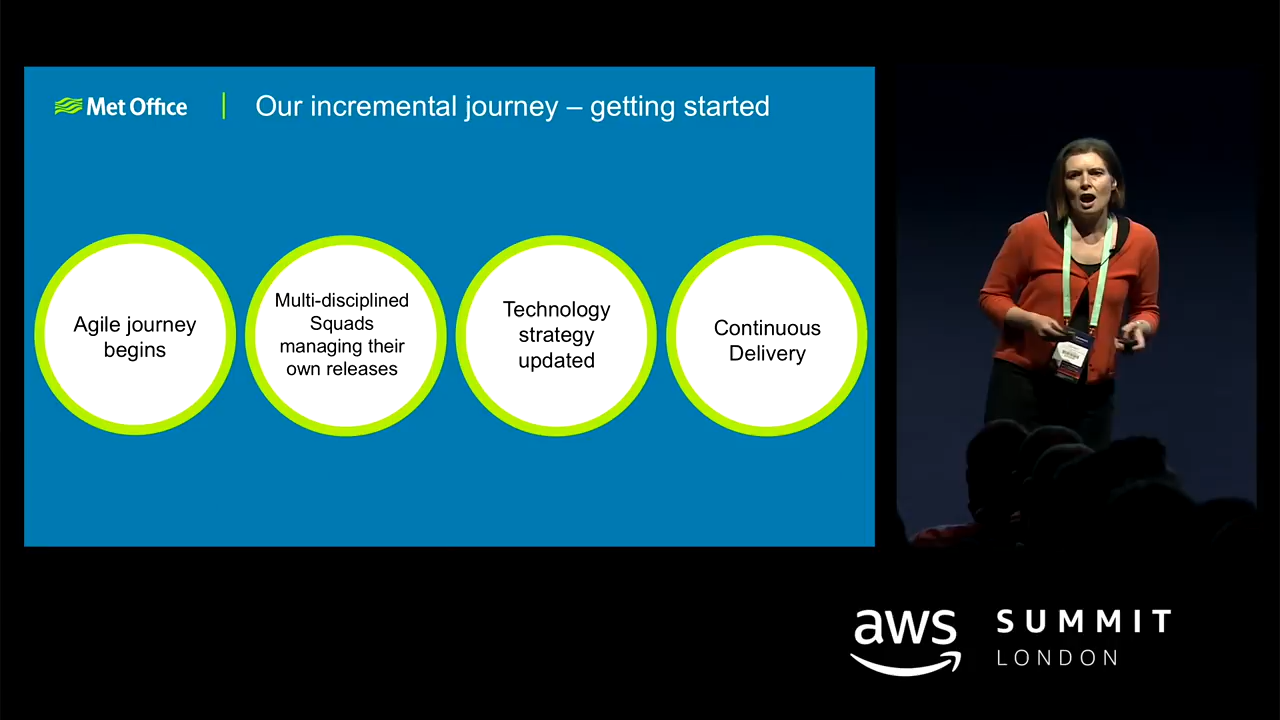 Met Office
Our incremental journey – getting started
Agile journey
begins
Multi-disciplined
Squads
managing their
own releases
Technology
strategy
updated
Continuous
Delivery
aws
SUMMIT
LONDON